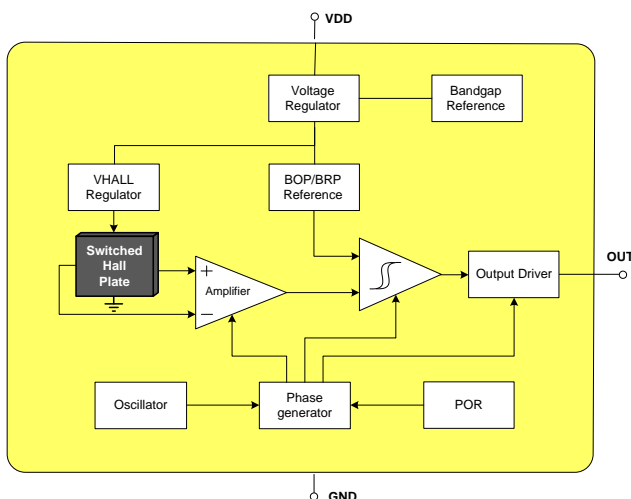 VDD
Voltage
Regulator
Bandgap
Reference
VHALL
Regulator
BOP/BRP
Reference
Switched
Hall
Plate
+
Amplifier
−
Output Driver
OUT
Oscillator
Phase
generator
POR
GND